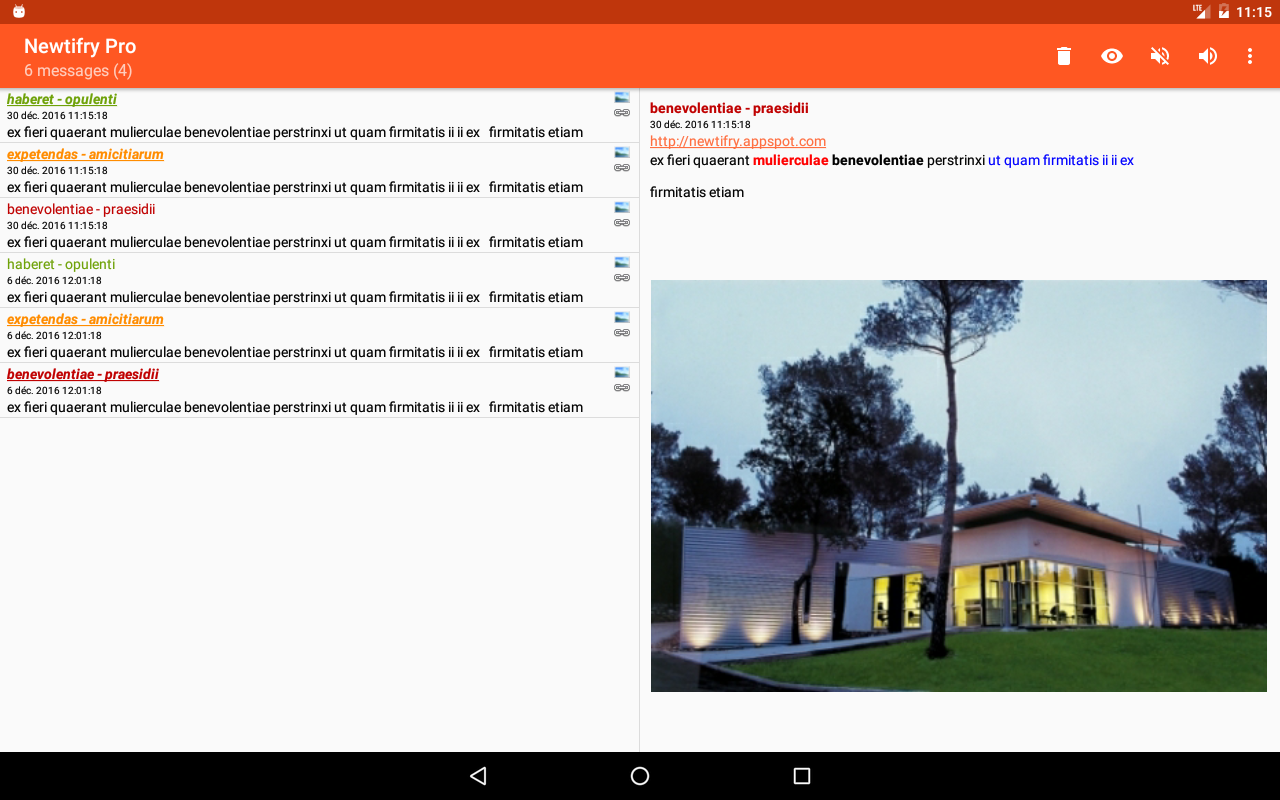 LTE 11:15
Newtifry Pro
6 messages (4)
haberet - opulenti
30 déc. 2016 11:15:18
ex fieri quaerant mulierculae benevolentiae perstrinxi ut quam firmitatis ii ii ex firmitatis etiam
expetendas - amicitiarum
30 déc. 2016 11:15:18
ex fieri quaerant mulierculae benevolentiae perstrinxi ut quam firmitatis ii ii ex firmitatis etiam
benevolentiae - praesidii
30 déc. 2016 11:15:18
ex fieri quaerant mulierculae benevolentiae perstrinxi ut quam firmitatis ii ii ex firmitatis etiam
haberet - opulenti
6 déc. 2016 12:01:18
ex fieri quaerant mulierculae benevolentiae perstrinxi ut quam firmitatis ii ii ex firmitatis etiam
expetendas - amicitiarum
6 déc. 2016 12:01:18
ex fieri quaerant mulierculae benevolentiae perstrinxi ut quam firmitatis ii ii ex firmitatis etiam
benevolentiae - praesidii
6 déc. 2016 12:01:18
ex fieri quaerant mulierculae benevolentiae perstrinxi ut quam firmitatis ii ii ex firmitatis etiam
benevolentiae - praesidii
30 déc. 2016 11:15:18
http://newtifry.appspot.com
ex fieri quaerant mulierculae benevolentiae perstrinxi ut quam firmitatis ii ii ex
firmitatis etiam